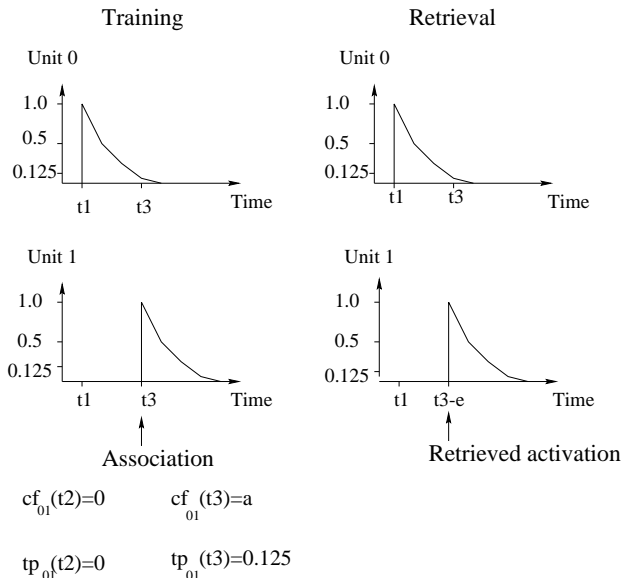 Training
Retrieval
Unit 0
1.0
0.5
0.125
t1
t3
Time
Unit 0
1.0
0.5
0.125
t1
t3
Time
Unit 1
1.0
0.5
0.125
t1
t3
Time
Association
Unit 1
1.0
0.5
0.125
t1
t3-e
Time
Retrieved activation
cf01(t2)=0
cf01(t3)=a
tp01(t2)=0
tp01(t3)=0.125